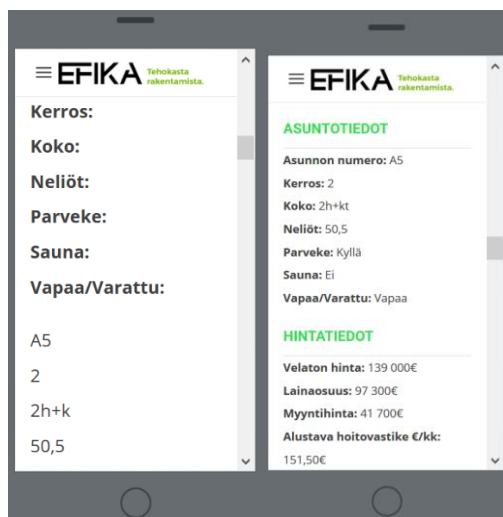 EFIKA Tehokasta
rakentamista.
Kerros:
Koko:
Neliöt:
Parveke:
Sauna:
Vapaa/Varattu:
A5
2
2h+k
50,5
EFIKA Tehokasta
rakentamista.
ASUNTOTIEDOT
Asunnon numero: A5
Kerros: 2
Koko: 2h+kt
Neliöt: 50,5
Parveke: Kyllä
Sauna: Ei
Vapaa/Varattu: Vapaa
HINTATIEDOT
Velaton hinta: 139 000€
Lainaosuus: 97 300€
Myyntihinta: 41 700€
Alustava hoitovastike €/kk:
151,50€